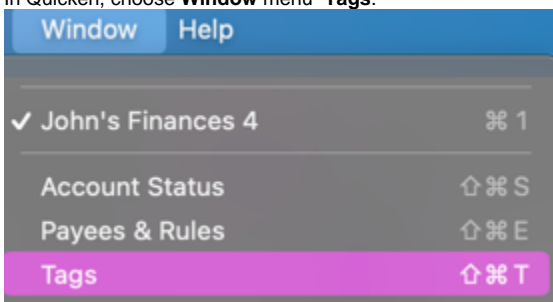 In Quicken, choose Window menu Tags.
Window Help
✓ John's Finances 4 ⌘ 1
Account Status ⇧ ⌘ S
Payees & Rules ⇧ ⌘ E
Tags ⇧ ⌘ T